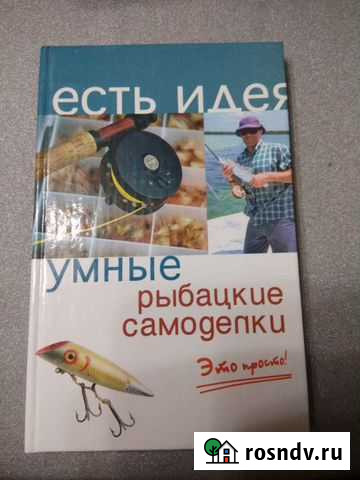 есть идея
умные
рыбацкие
самоделки
Это просто!
rosndv.ru